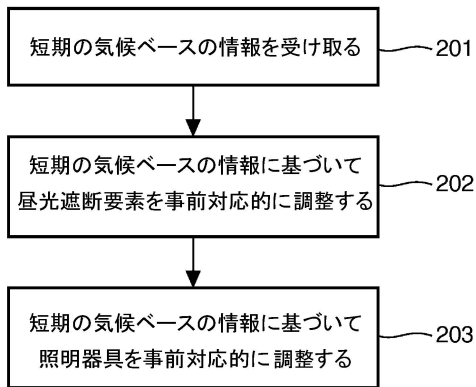 短期の気候ベースの情報を受け取る
201
短期の気候ベースの情報に基づいて
昼光遮断要素を事前対応的に調整する
202
短期の気候ベースの情報に基づいて
照明器具を事前対応的に調整する
203